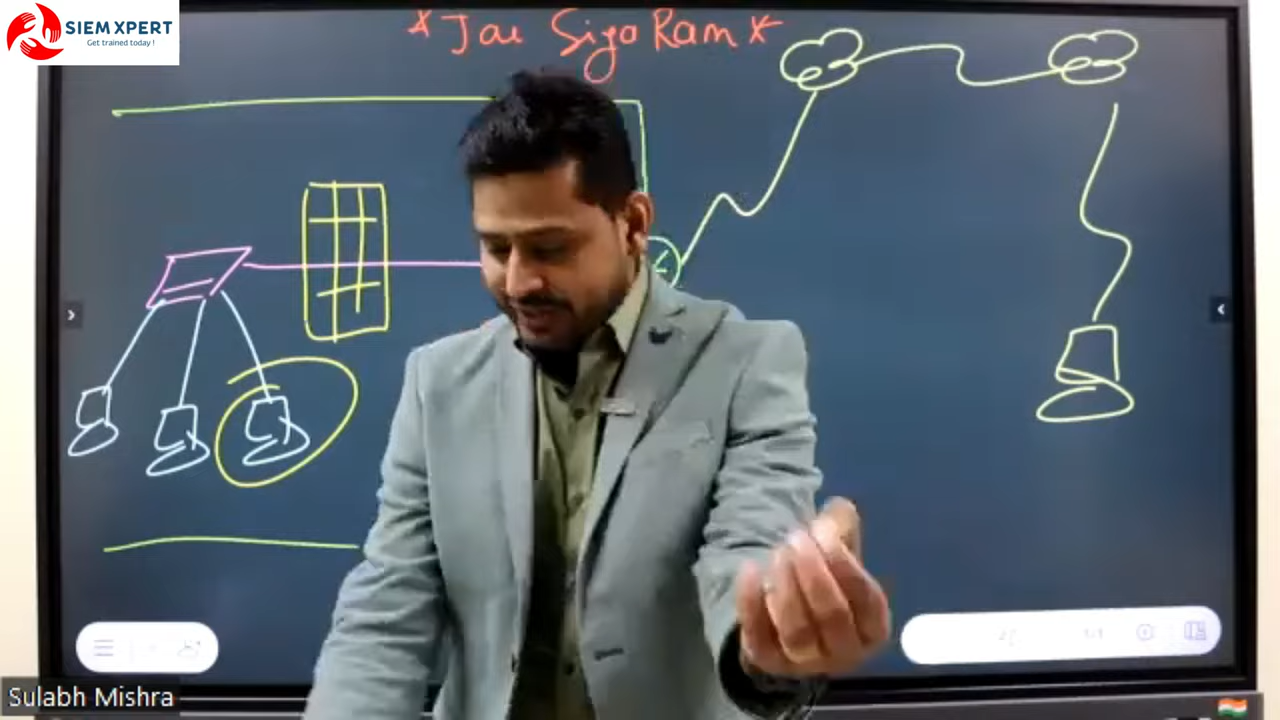 SIEM XPERT
Get trained today !
* Jai Siya Ram *
Sulabh Mishra